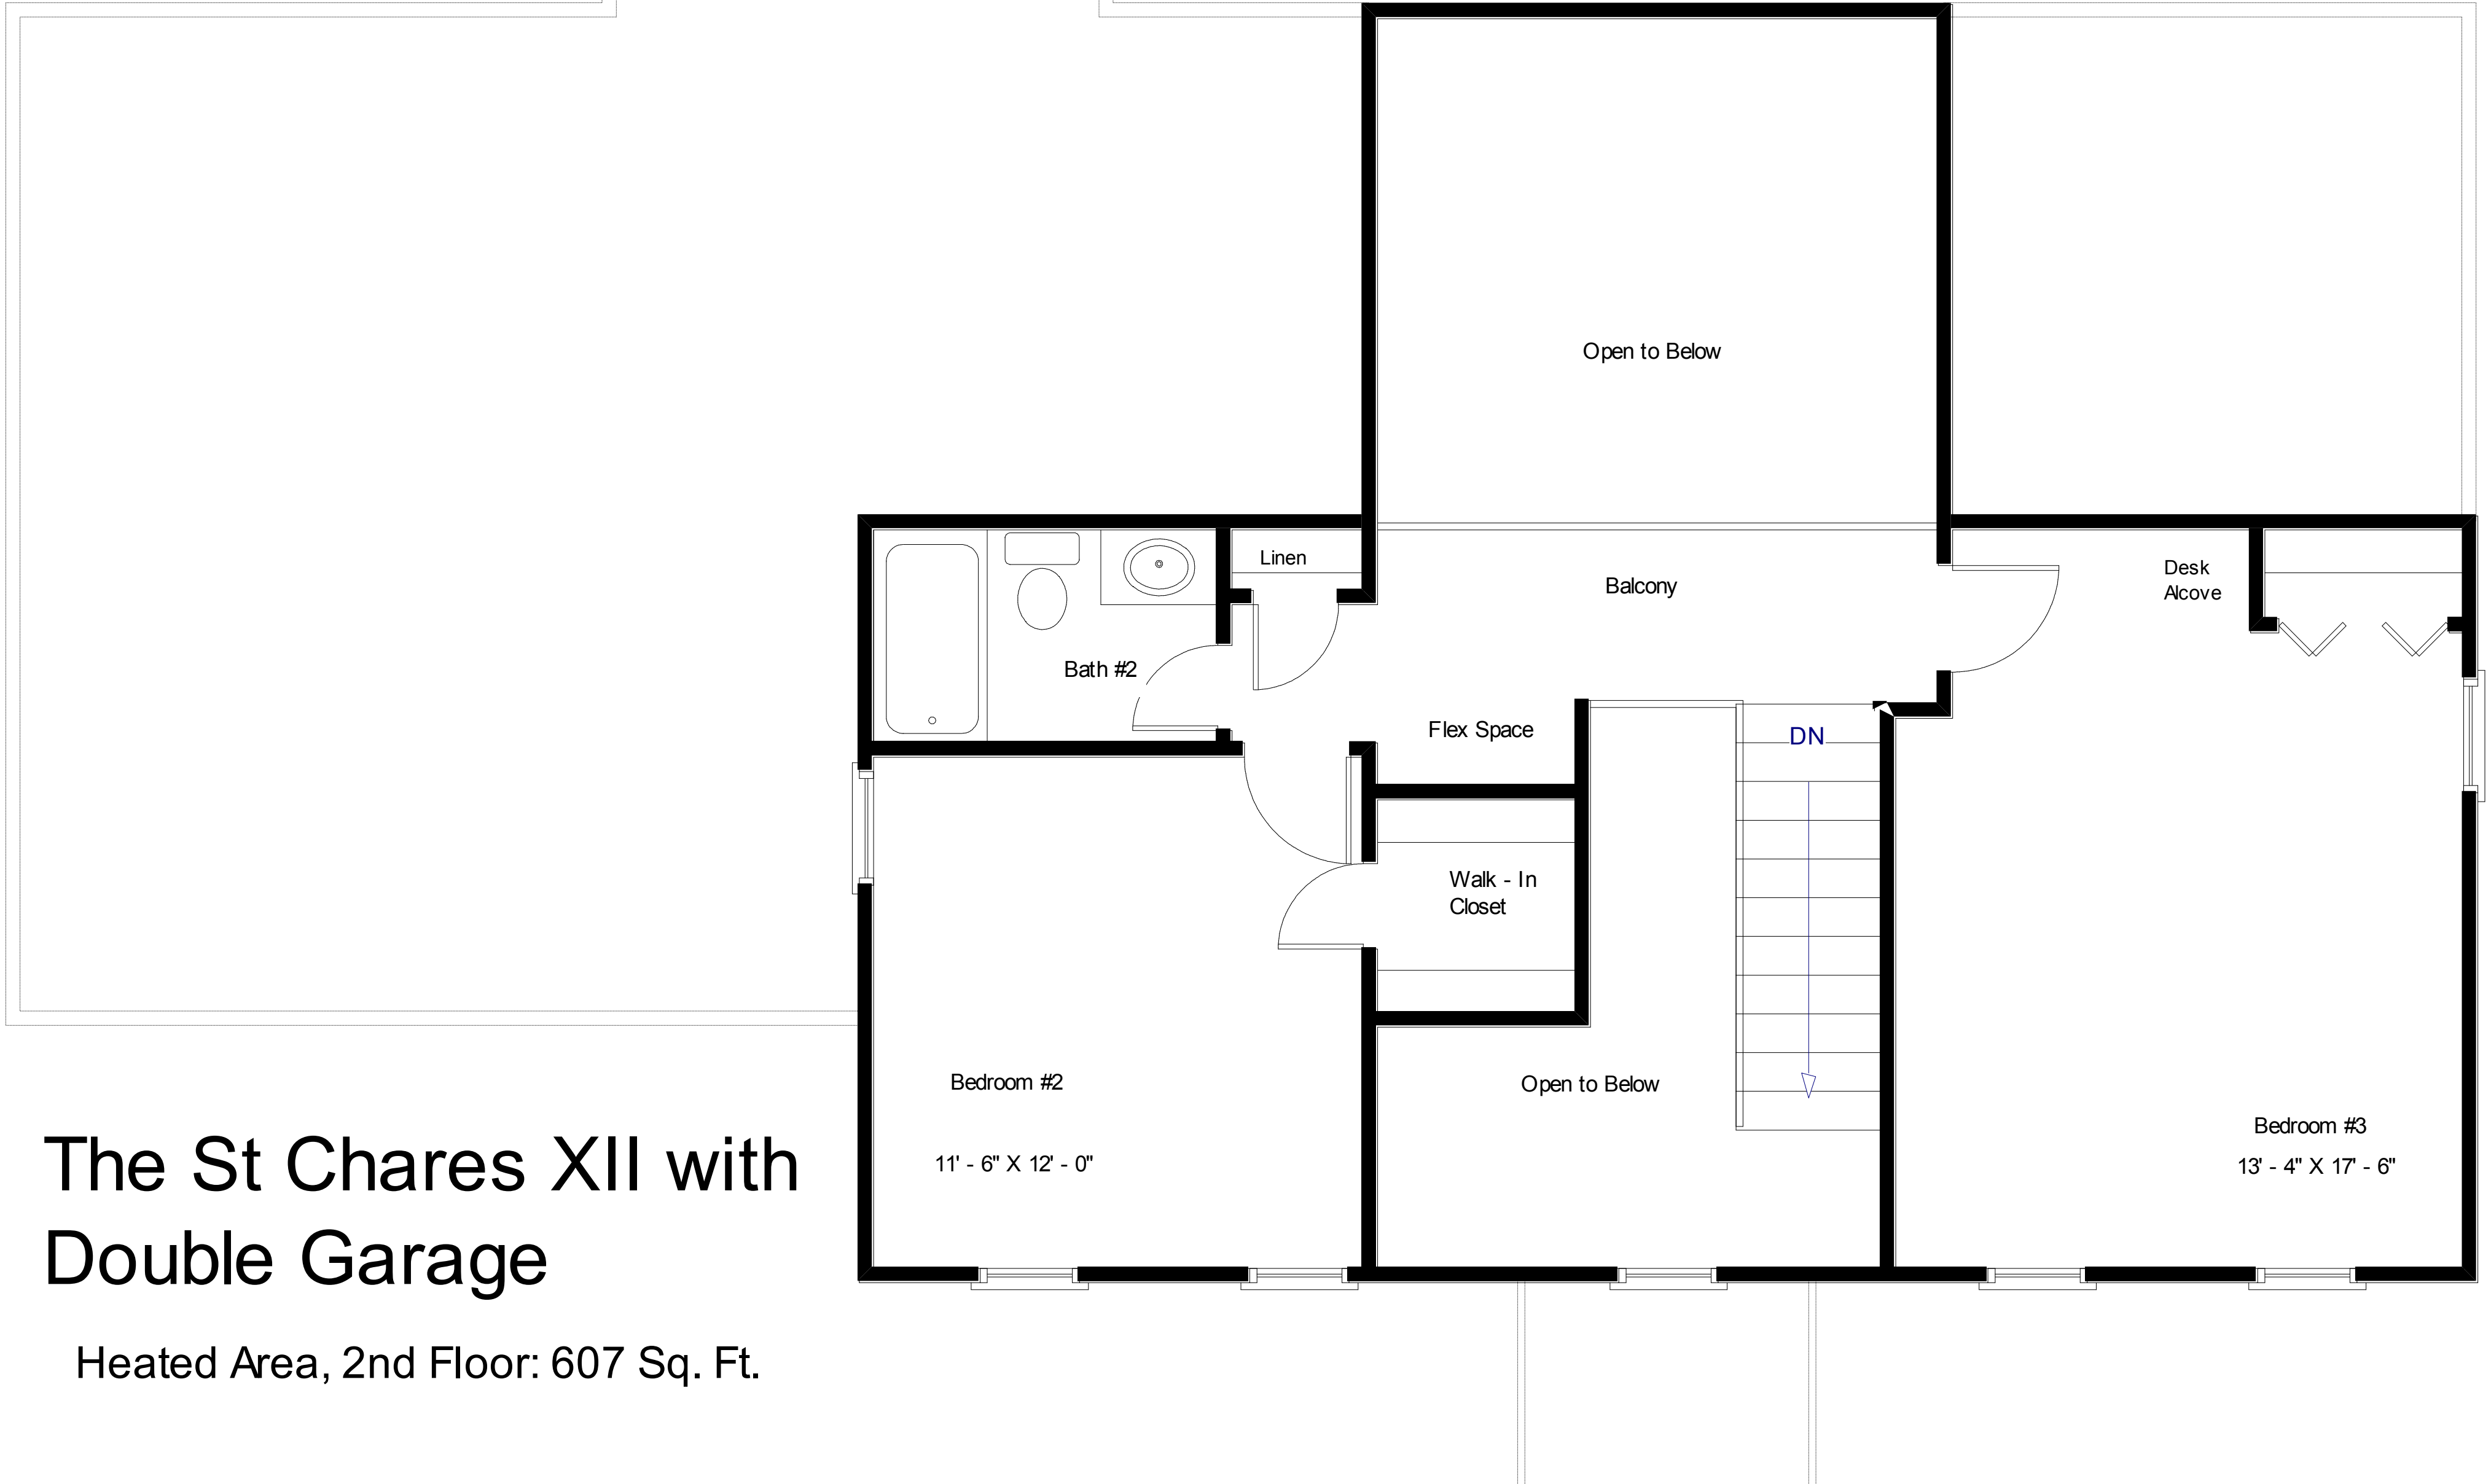 Open to Below
Linen
Balcony
Desk
Alcove
Bath #2
Flex Space
DN
Walk - In
Closet
Bedroom #2
11' - 6" X 12' - 0"
Open to Below
Bedroom #3
13' - 4" X 17' - 6"
The St Chares XII with
Double Garage
Heated Area, 2nd Floor: 607 Sq. Ft.